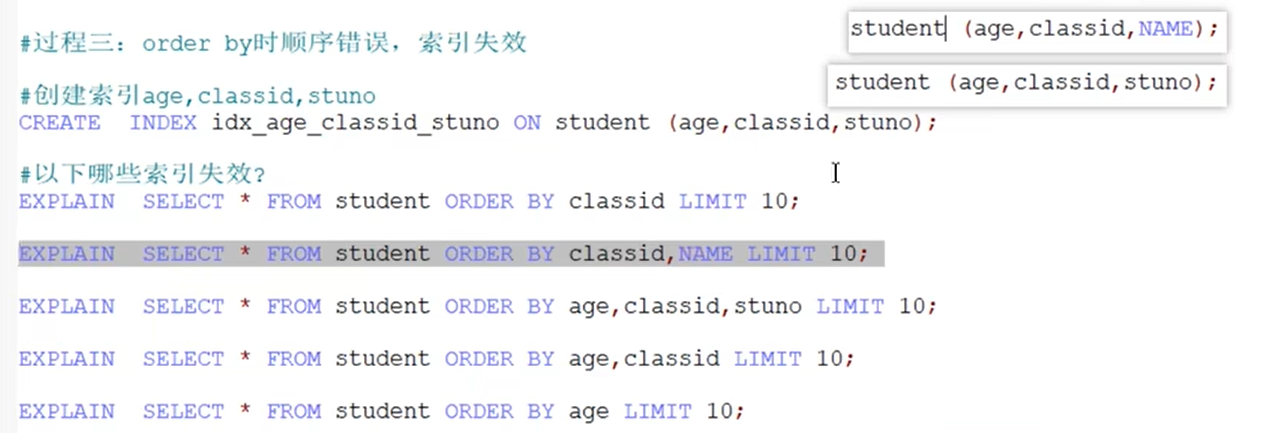 student (age,classid,NAME);
#过程三：order by时顺序错误，索引失效
student (age,classid,stuno);
#创建索引age,classid,stuno
CREATE  INDEX idx_age_classid_stuno ON student (age,classid,stuno);
#以下哪些索引失效?
EXPLAIN  SELECT * FROM student ORDER BY classid LIMIT 10;
EXPLAIN  SELECT * FROM student ORDER BY classid,NAME LIMIT 10;
EXPLAIN  SELECT * FROM student ORDER BY age,classid,stuno LIMIT 10;
EXPLAIN  SELECT * FROM student ORDER BY age,classid LIMIT 10;
EXPLAIN  SELECT * FROM student ORDER BY age LIMIT 10;